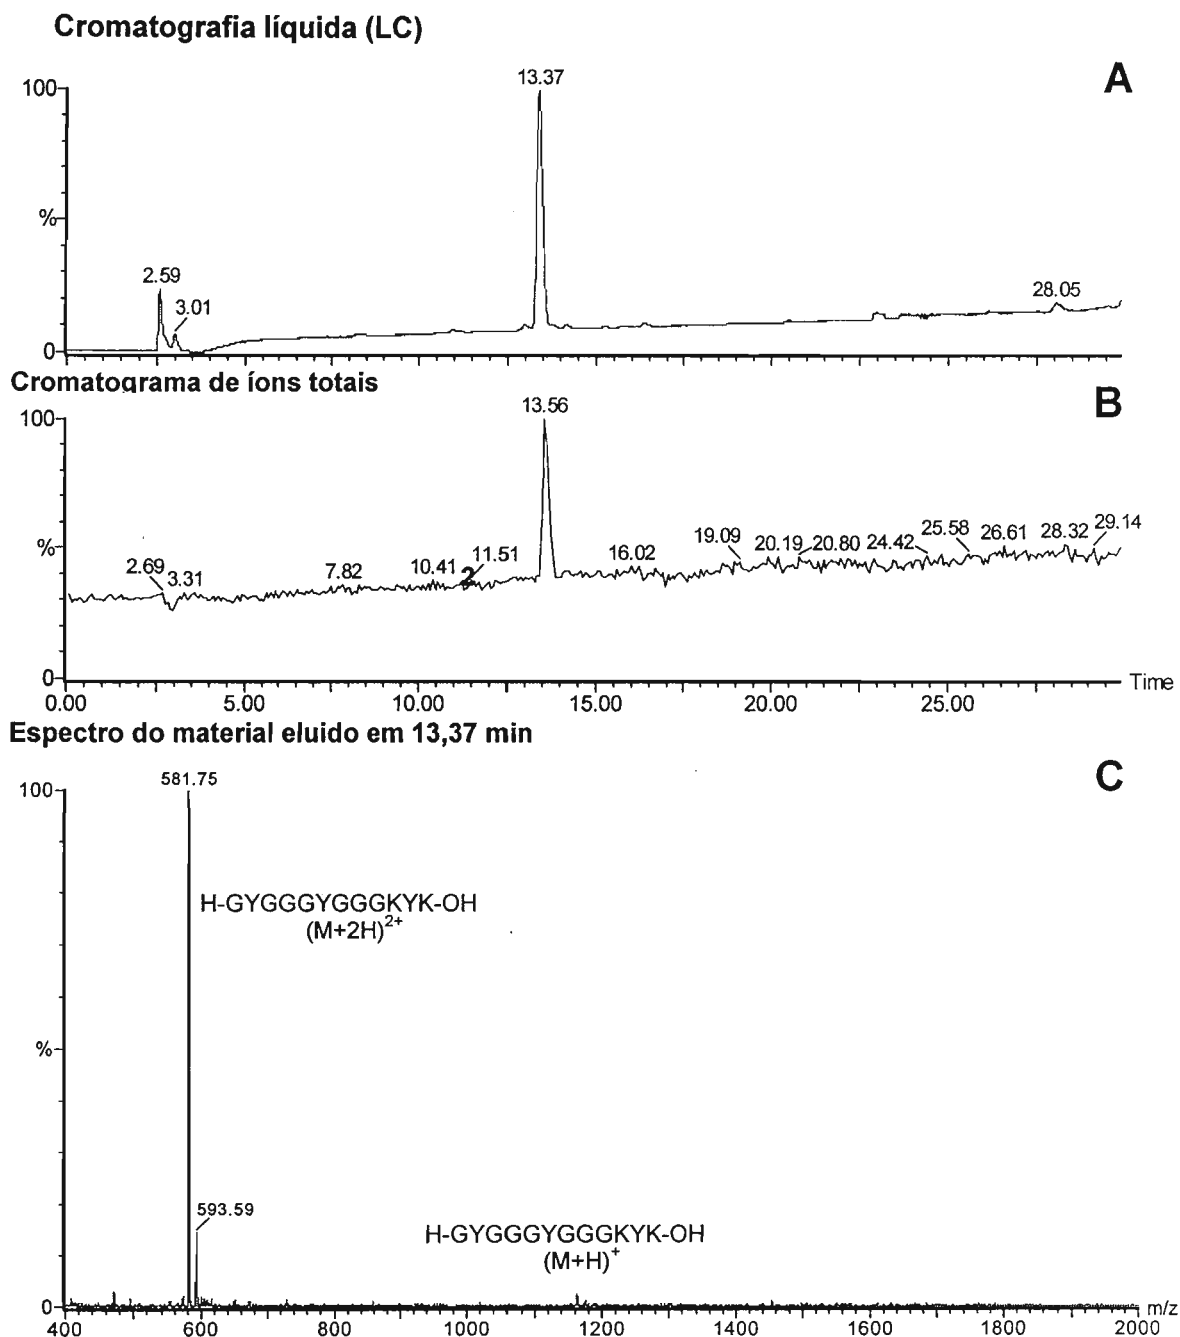 Cromatografia líquida (LC)
A
13.37
100
%
2.59
3.01
28.05
0
Cromatograma de íons totais
B
13.56
100
%
2.69
3.31
7.82
10.41
2
11.51
16.02
19.09
20.19
20.80
24.42
25.58
26.61
28.32
29.14
0
0.00 5.00 10.00 15.00 20.00 25.00
Time
Espectro do material eluido em 13,37 min
C
581.75
100
H-GYGGGYGGGKYK-OH
(M+2H)2+
%
593.59
H-GYGGGYGGGKYK-OH
(M+H)+
0
m/z
400 600 800 1000 1200 1400 1600 1800 2000